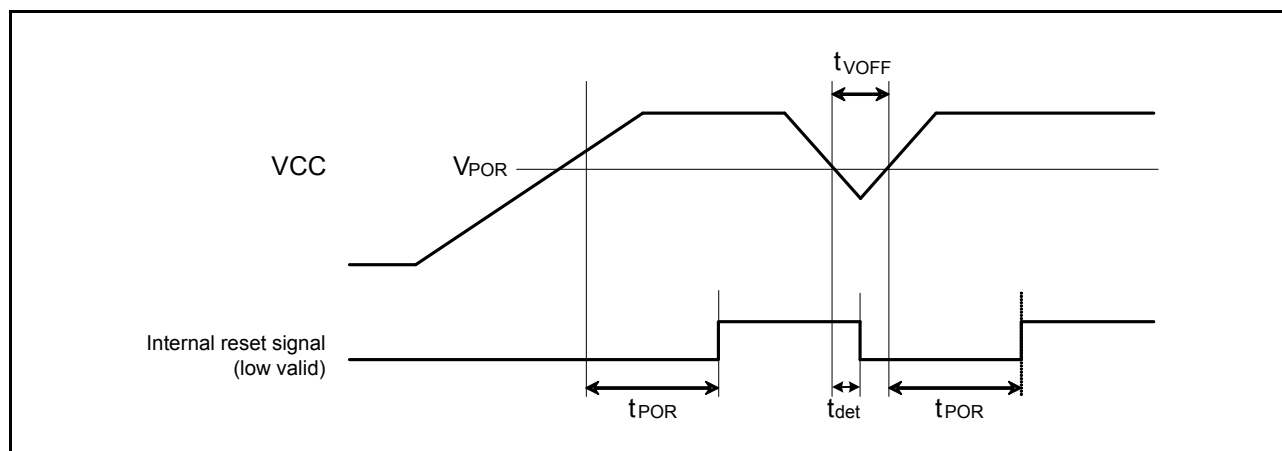 tVOFF
VCC
VPOR
Internal reset signal
(low valid)
tPOR
tdet
tPOR